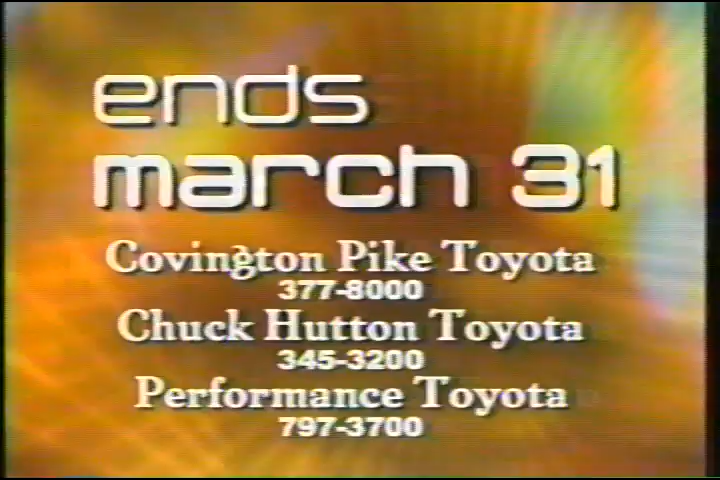 ends
march 31
Covington Pike Toyota
377-8000
Chuck Hutton Toyota
345-3200
Performance Toyota
797-3700